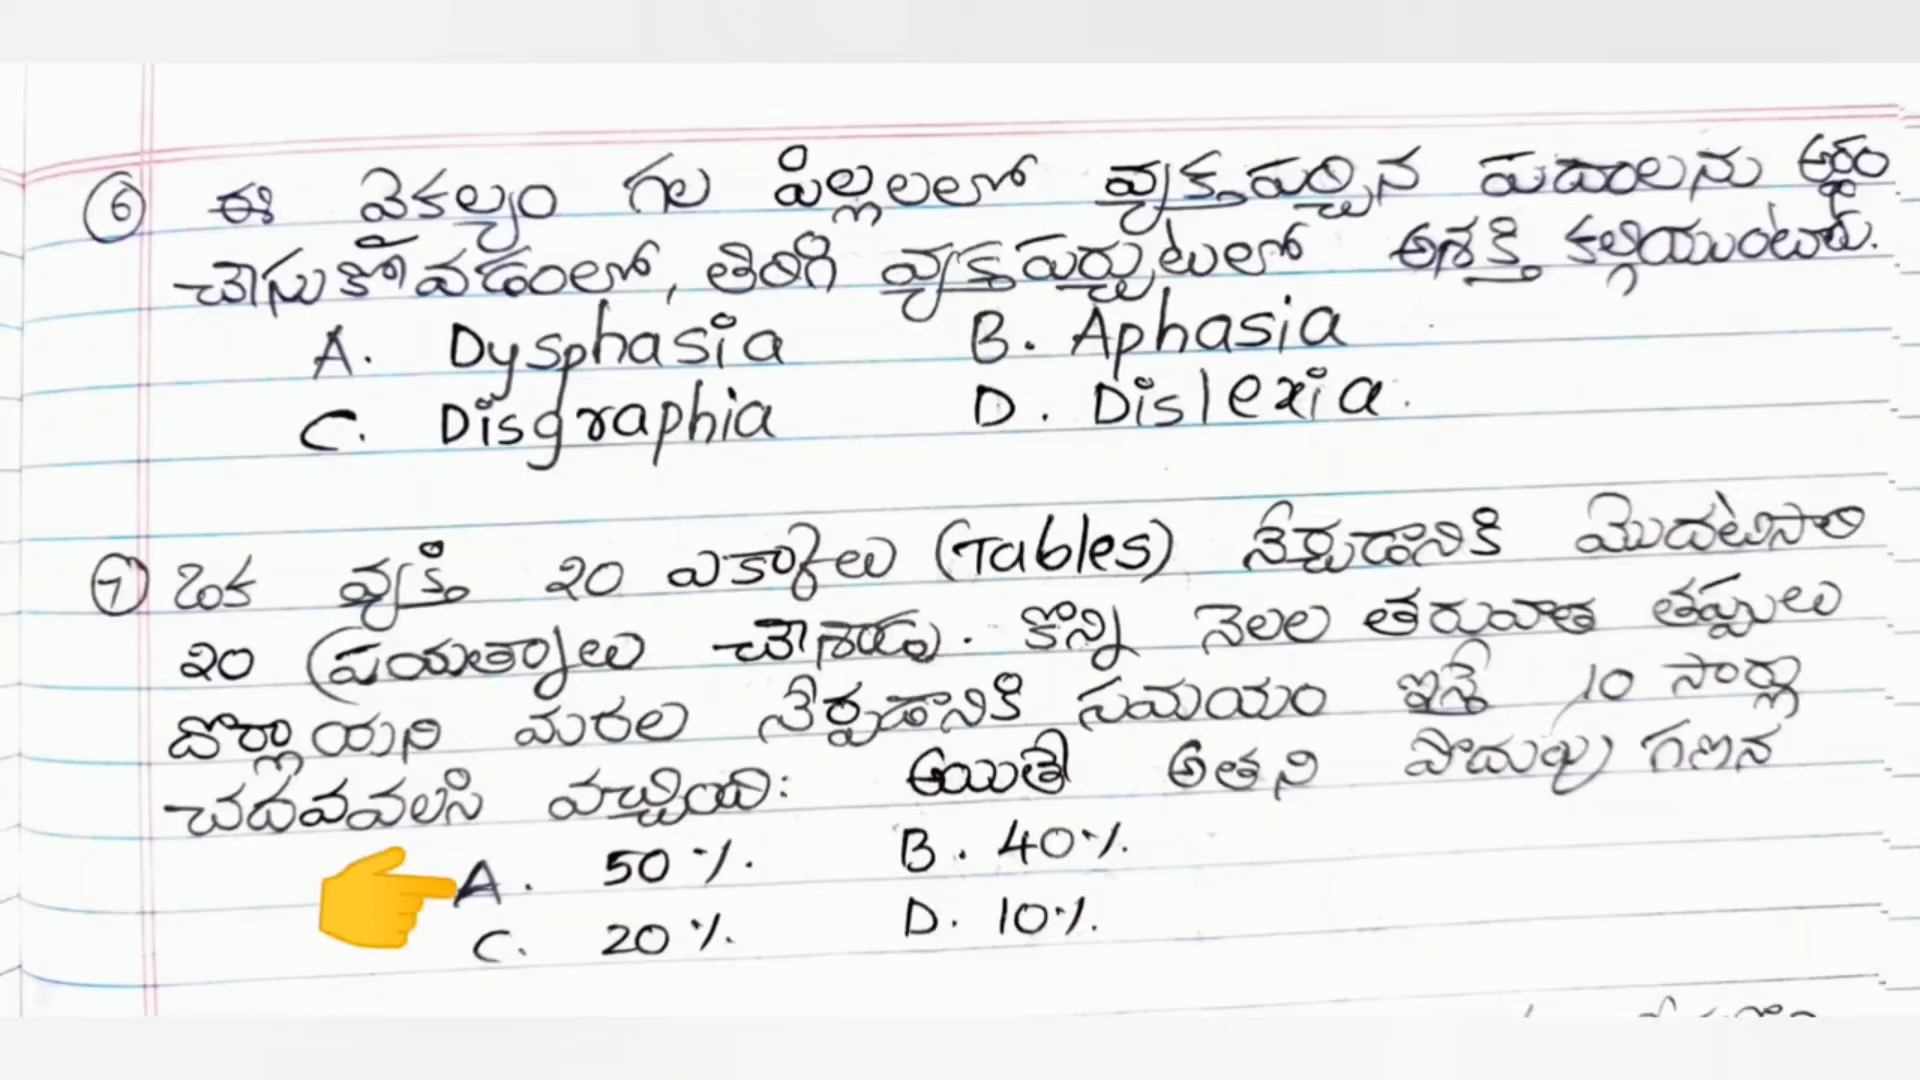 6 ఈ వైకల్యం గల పిల్లలలో వ్యక్తపర్చిన పదాలను అర్థం
చేసుకోవడంలో, తిరిగి వ్యక్తపర్చుటలో అశక్తి కల్గియుంటారు.
A. Dysphasia B. Aphasia
C. Disgraphia D. Dislexia.
7 ఒక వ్యక్తి 20 ఎక్కాలు (Tables) నేర్చడానికి మొదటిసారి
20 ప్రయత్నాలు చేశాడు. కొన్ని నెలల తరువాత తప్పులు
దొర్లాయని మరల నేర్వడానికి సమయం ఇస్తే 10 సార్లు
చదవవలసి వచ్చింది: అయితే అతని పొదుపు గణన
A. 50%. B. 40%.
C. 20%. D. 10%.